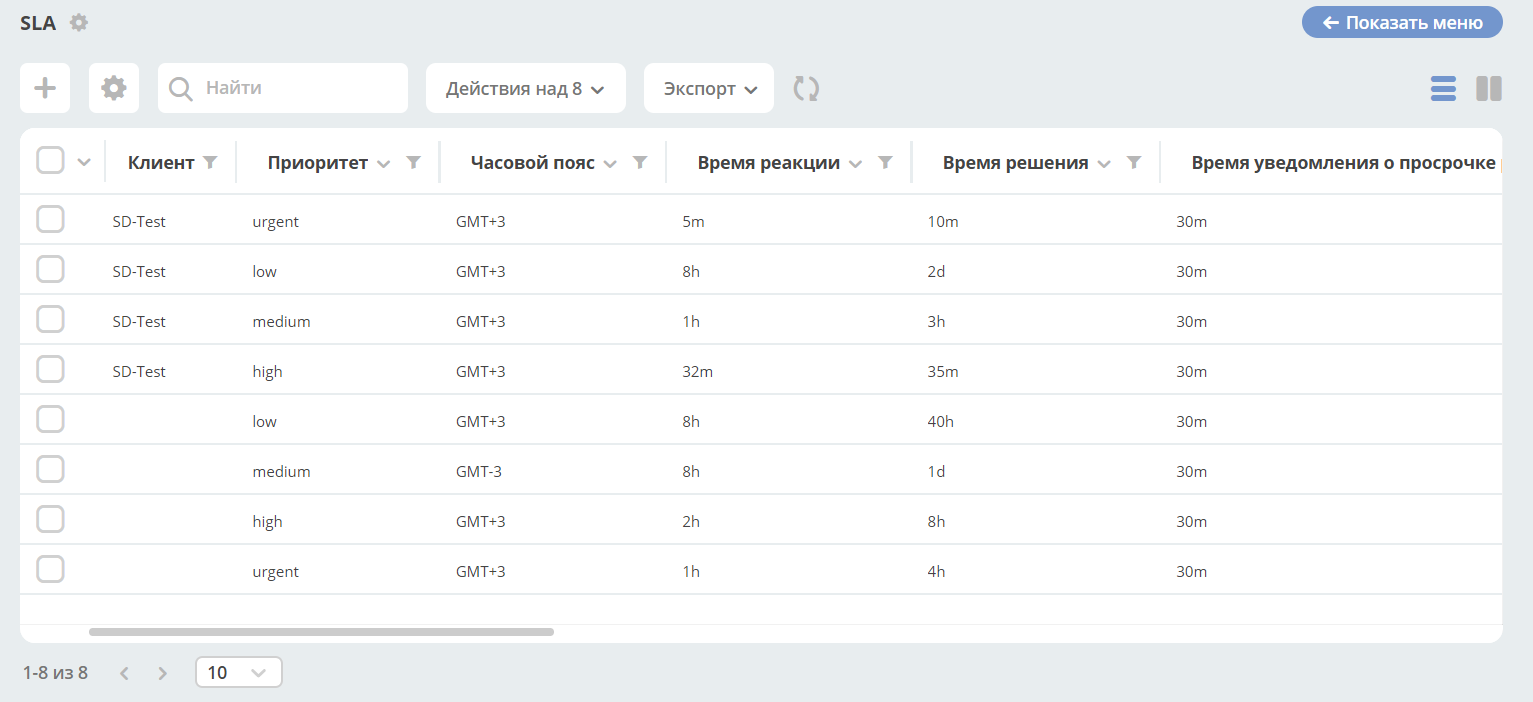 SLA
Показать меню
Найти Действия над 8 Экспорт
Клиент Приоритет Часовой пояс Время реакции Время решения Время уведомления о просрочке
SD-Test urgent GMT+3 5m 10m 30m
SD-Test low GMT+3 8h 2d 30m
SD-Test medium GMT+3 1h 3h 30m
SD-Test high GMT+3 32m 35m 30m
low GMT+3 8h 40h 30m
medium GMT-3 8h 1d 30m
high GMT+3 2h 8h 30m
urgent GMT+3 1h 4h 30m
1-8 из 8 10